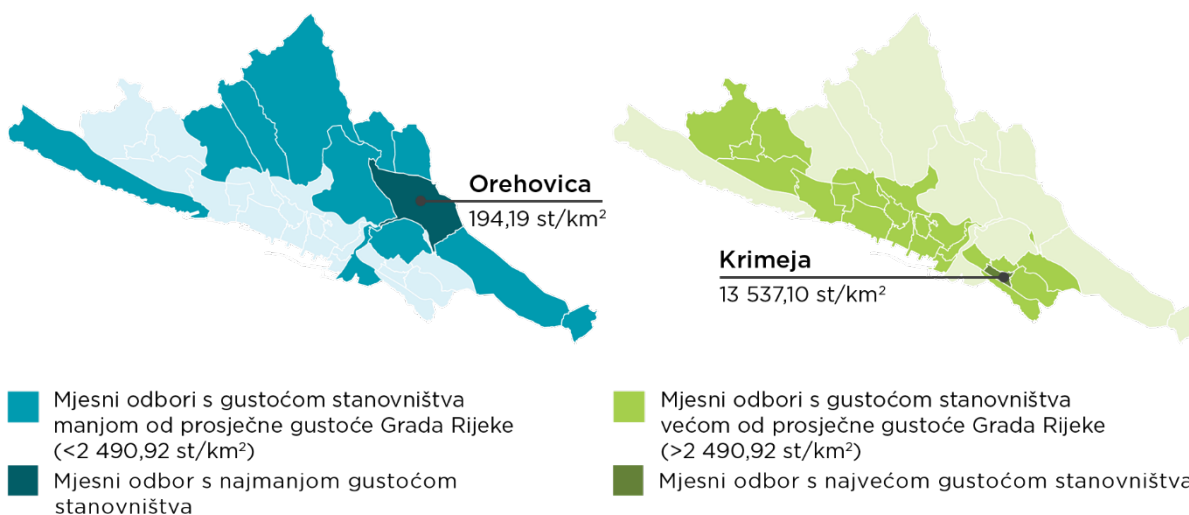 Orehovica
194,19 st/km²
Krimeja
13 537,10 st/km²
Mjesni odbori s gustoćom stanovništva
manjom od prosječne gustoće Grada Rijeke
(<2 490,92 st/km²)
Mjesni odbor s najmanjom gustoćom
stanovništva
Mjesni odbori s gustoćom stanovništva
većom od prosječne gustoće Grada Rijeke
(>2 490,92 st/km²)
Mjesni odbor s najvećom gustoćom stanovništva